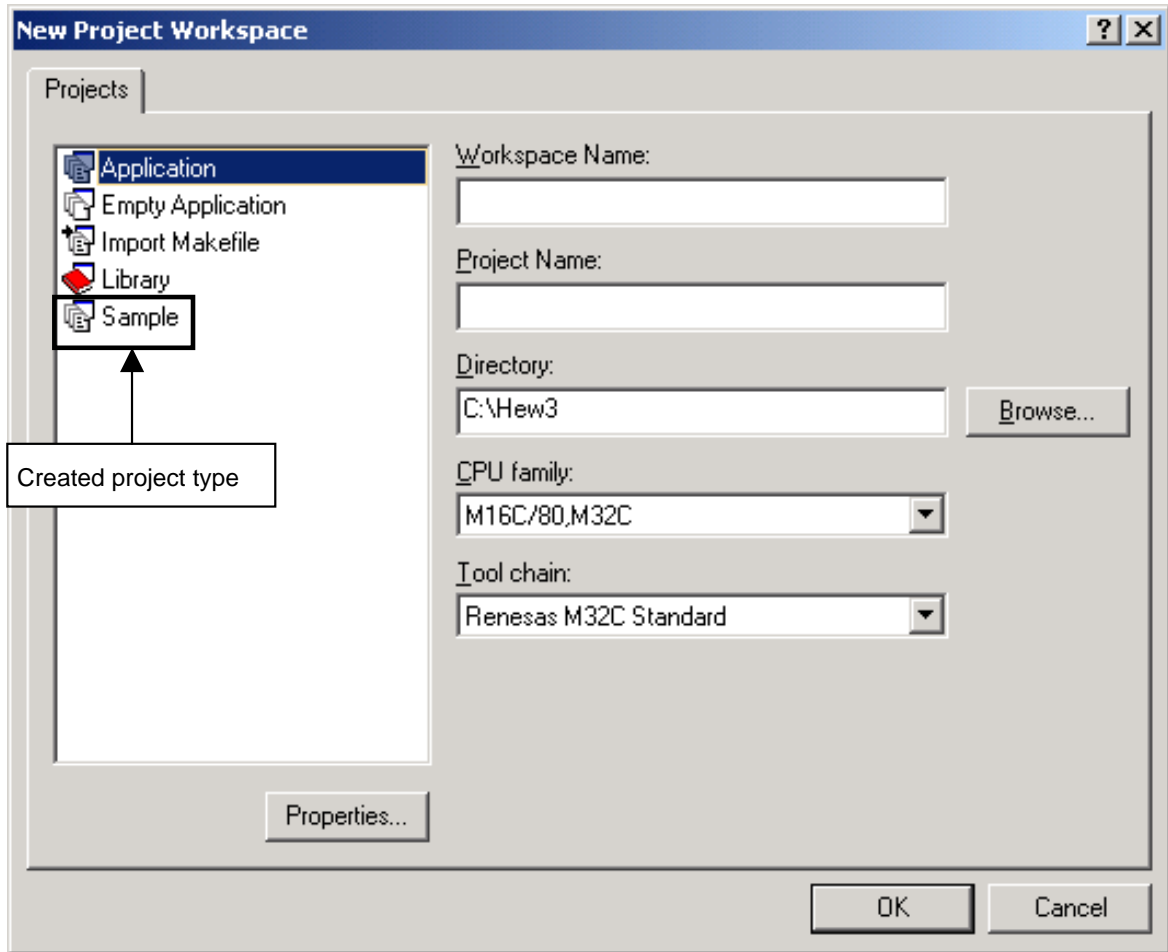 New Project Workspace
Projects
Application
Empty Application
Import Makefile
Library
Sample
Created project type
Properties...
Workspace Name:
Project Name:
Directory:
C:\Hew3
Browse...
CPU family:
M16C/80,M32C
Tool chain:
Renesas M32C Standard
OK
Cancel